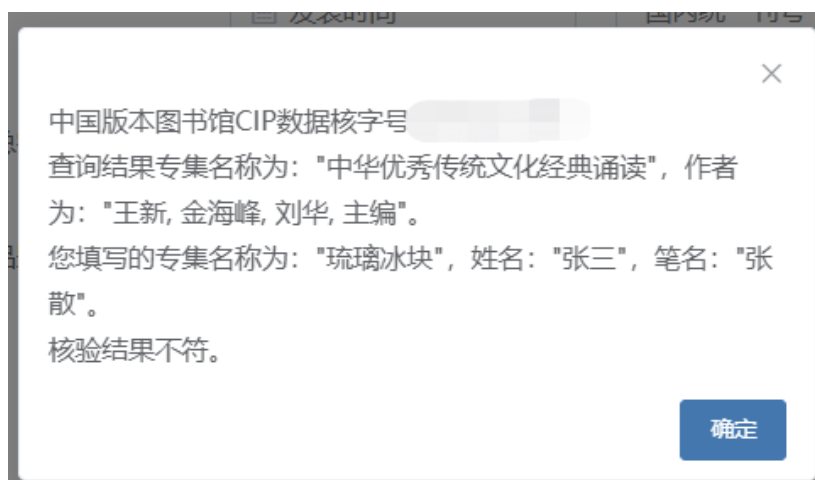 发表时间
中国版本图书馆CIP数据核字号
查询结果专集名称为："中华优秀传统文化经典诵读"，作者
为："王新, 金海峰, 刘华, 主编"。
您填写的专集名称为："琉璃冰块"，姓名："张三"，笔名："张
散"。
核验结果不符。
确定